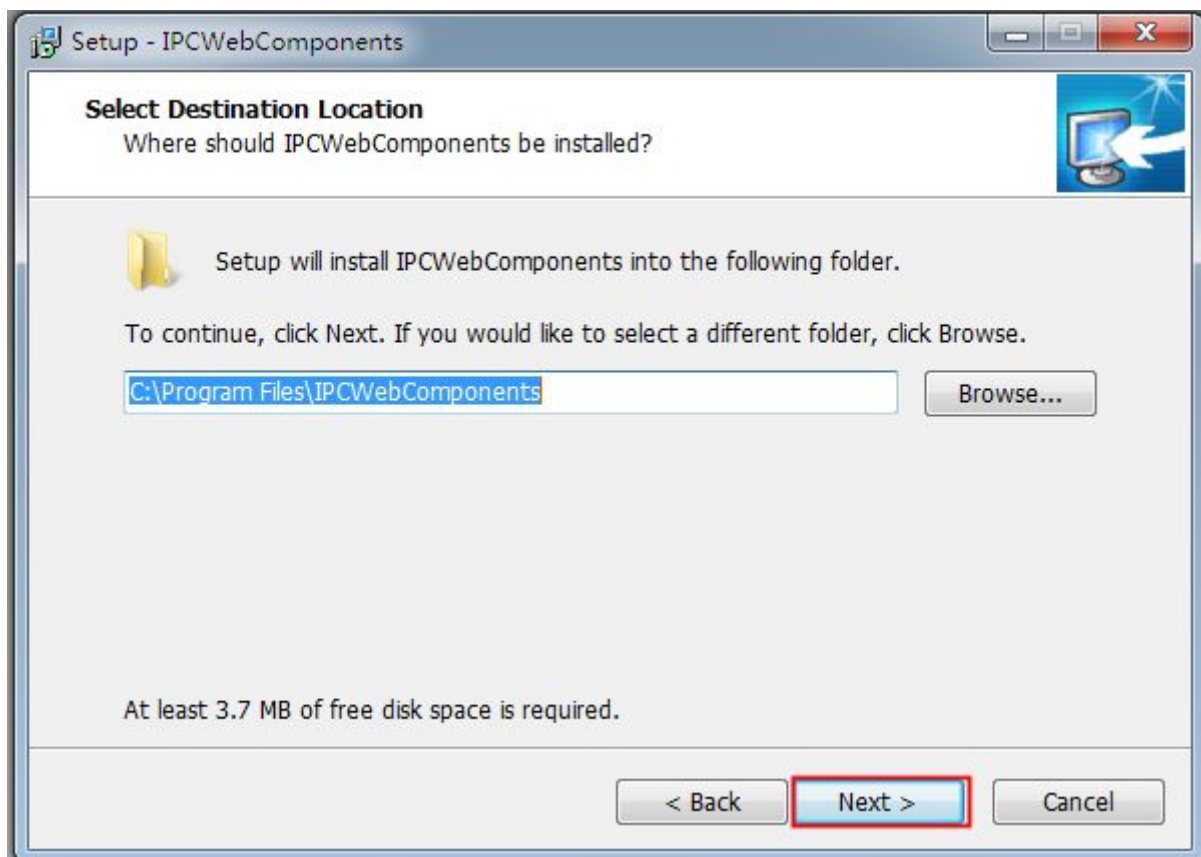 Setup - IPCWebComponents
Select Destination Location
Where should IPCWebComponents be installed?
Setup will install IPCWebComponents into the following folder.
To continue, click Next. If you would like to select a different folder, click Browse.
C:\Program Files\IPCWebComponents
Browse...
At least 3.7 MB of free disk space is required.
< Back
Next >
Cancel